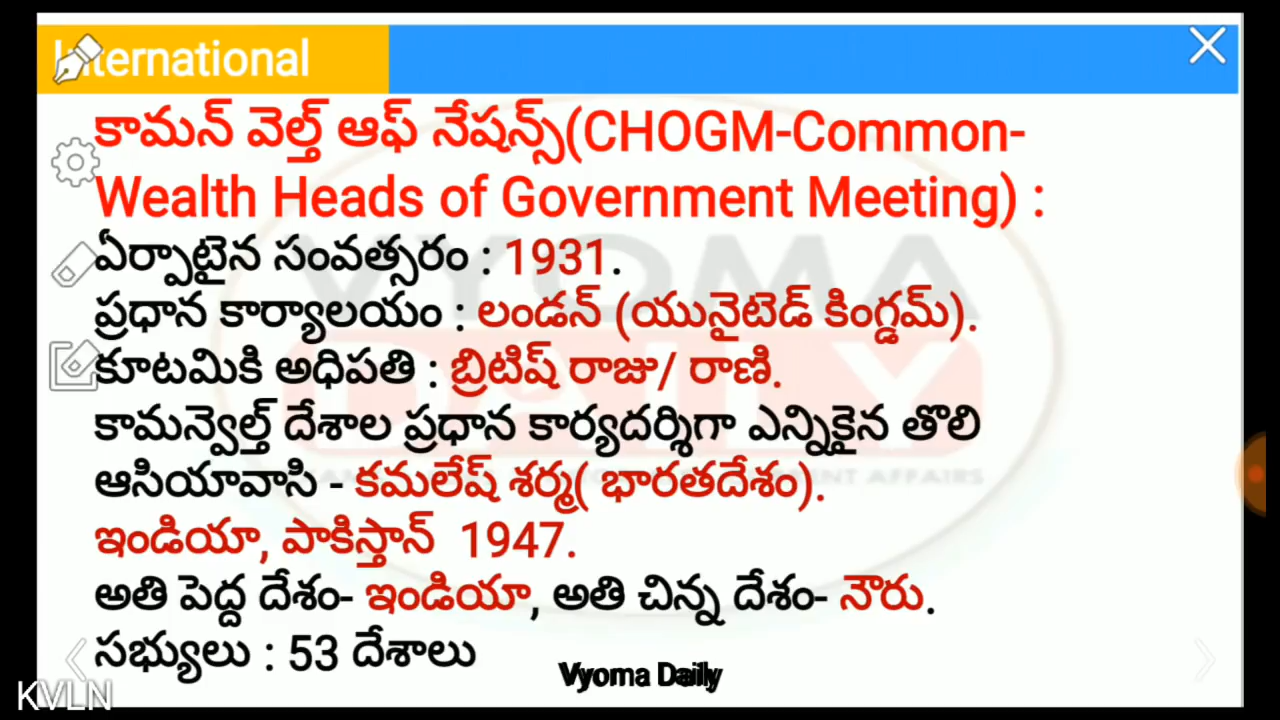 International
కామన్ వెల్త్ ఆఫ్ నేషన్స్(CHOGM-Common-
Wealth Heads of Government Meeting) :
ఏర్పాటైన సంవత్సరం : 1931.
ప్రధాన కార్యాలయం : లండన్ (యునైటెడ్ కింగ్డమ్).
కూటమికి అధిపతి : బ్రిటిష్ రాజు/ రాణి.
కామన్వెల్త్ దేశాల ప్రధాన కార్యదర్శిగా ఎన్నికైన తొలి
ఆసియావాసి - కమలేష్ శర్మ( భారతదేశం).
ఇండియా, పాకిస్తాన్ 1947.
అతి పెద్ద దేశం- ఇండియా, అతి చిన్న దేశం- నౌరు.
సభ్యులు : 53 దేశాలు
Vyoma Daily
KVLN
VYOMA
DAILY